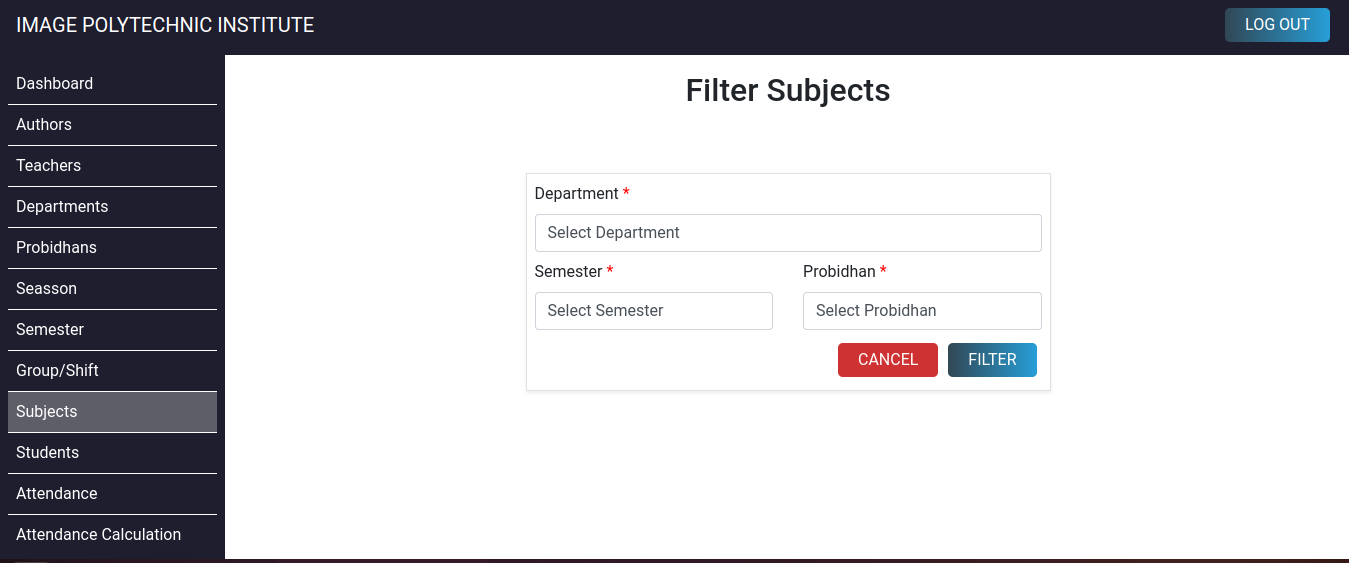 IMAGE POLYTECHNIC INSTITUTE
LOG OUT
Dashboard
Authors
Teachers
Departments
Probidhans
Seasson
Semester
Group/Shift
Subjects
Students
Attendance
Attendance Calculation
Filter Subjects
Department *
Select Department
Semester * Probidhan *
Select Semester Select Probidhan
CANCEL FILTER